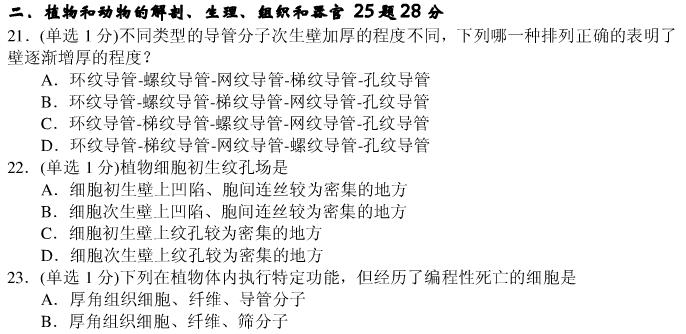 二．植物和动物的解剖、生理、组织和器官 25题28分
21．(单选1分)不同类型的导管分子次生壁加厚的程度不同，下列哪一种排列正确的表明了
壁逐渐增厚的程度？
A．环纹导管-螺纹导管-网纹导管-梯纹导管-孔纹导管
B．环纹导管-螺纹导管-梯纹导管-网纹导管-孔纹导管
C．环纹导管-梯纹导管-螺纹导管-网纹导管-孔纹导管
D．环纹导管-梯纹导管-网纹导管-螺纹导管-孔纹导管
22．(单选1分)植物细胞初生纹孔场是
A．细胞初生壁上凹陷、胞间连丝较为密集的地方
B．细胞次生壁上凹陷、胞间连丝较为密集的地方
C．细胞初生壁上纹孔较为密集的地方
D．细胞次生壁上纹孔较为密集的地方
23．(单选1分)下列在植物体内执行特定功能，但经历了编程性死亡的细胞是
A．厚角组织细胞、纤维、导管分子
B．厚角组织细胞、纤维、筛分子